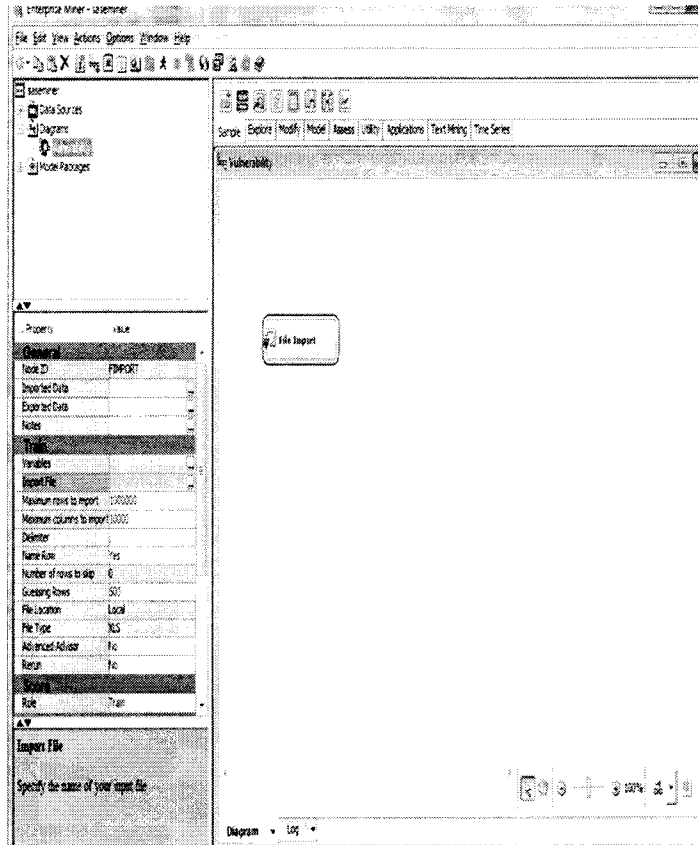 Enterprise Miner - saseminer
File Edit View Actions Options Window Help
saseminer
Data Sources
Diagrams
Model Packages
Sample Explore Modify Model Assess Utility Applications Text Mining Time Series
Vulnerability
File Import
Property Value
General
Node ID FIMPORT
Imported Data
Exported Data
Notes
Train
Variables
Import File
Maximum rows to import 1000000
Maximum columns to import 10000
Delimiter ,
Name Row Yes
Number of rows to skip 0
Guessing Rows 500
File Location Local
File Type XLS
Advanced Advisor No
Rerun No
Score
Role Train
Import File
Specify the name of your input file
100%
Diagram Log